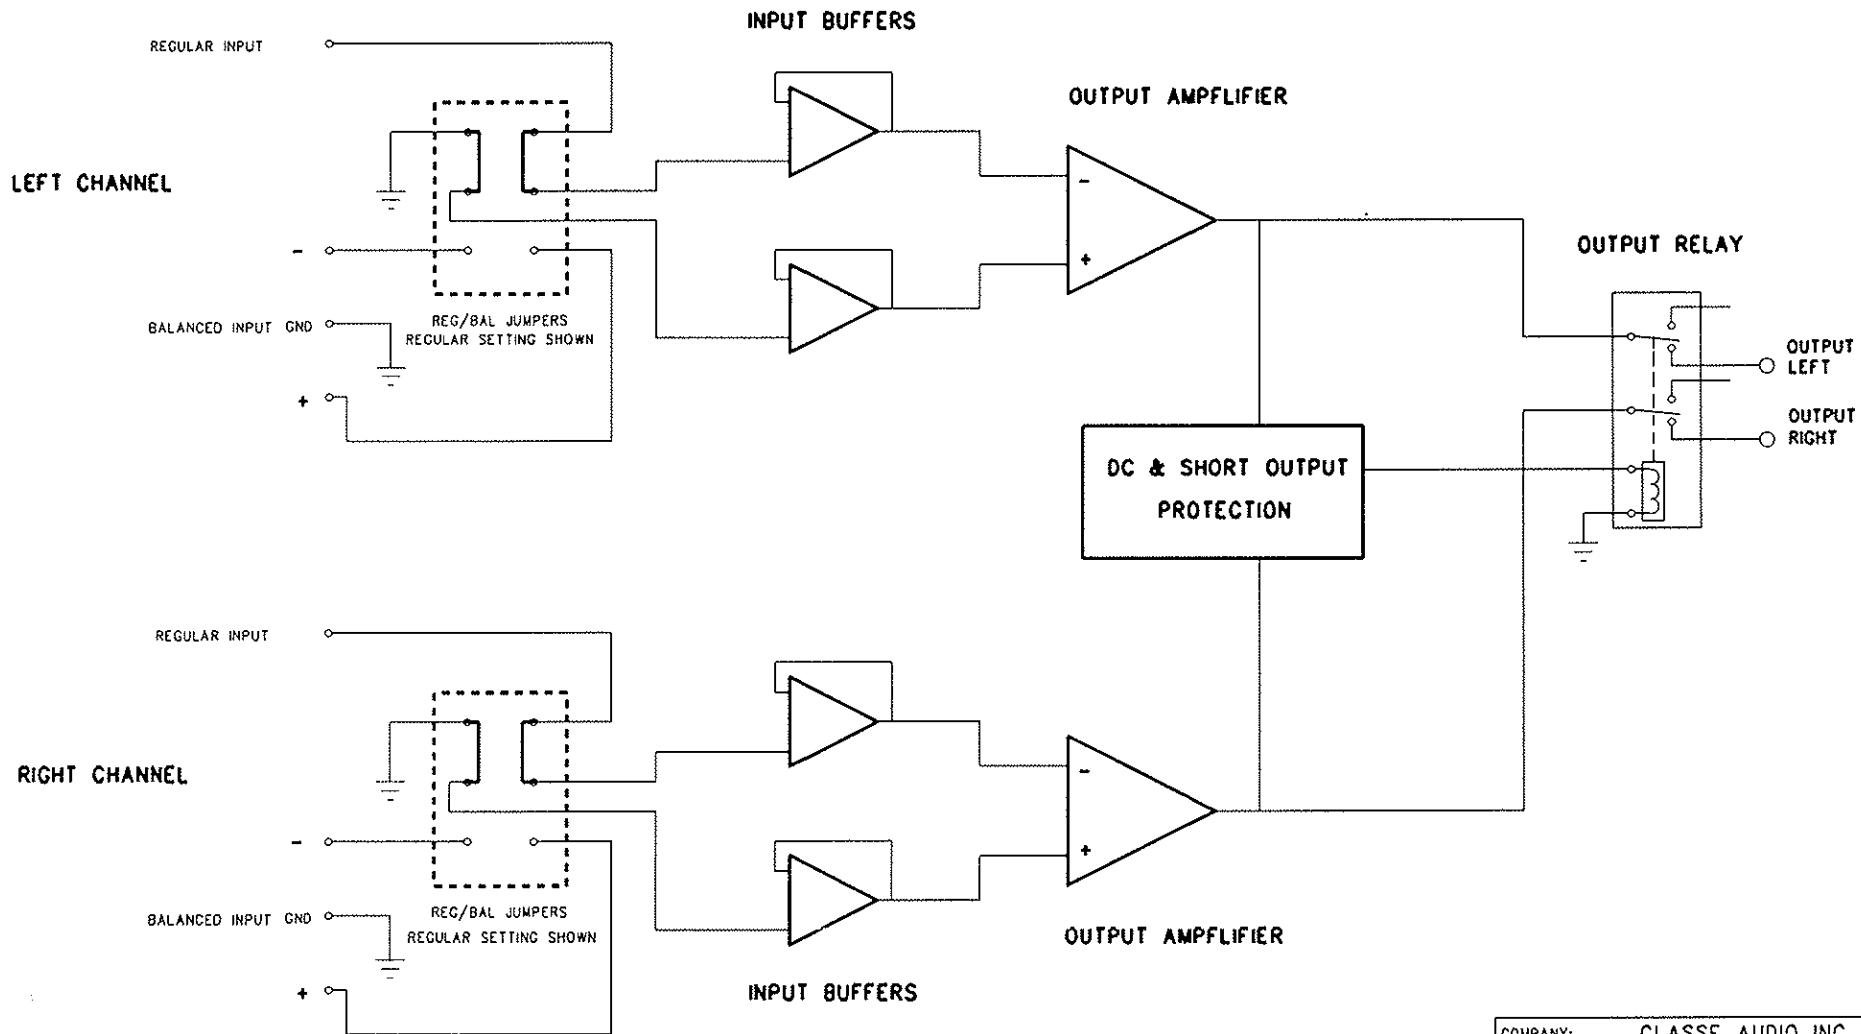 INPUT BUFFERS
REGULAR INPUT
OUTPUT AMPFLIFIER
LEFT CHANNEL
-
+
OUTPUT RELAY
-
BALANCED INPUT GND
REG/BAL JUMPERS
REGULAR SETTING SHOWN
+
OUTPUT
LEFT
OUTPUT
RIGHT
DC & SHORT OUTPUT
PROTECTION
REGULAR INPUT
RIGHT CHANNEL
-
+
-
BALANCED INPUT GND
REG/BAL JUMPERS
REGULAR SETTING SHOWN
+
OUTPUT AMPFLIFIER
INPUT BUFFERS
COMPANY: CLASSE AUDIO INC